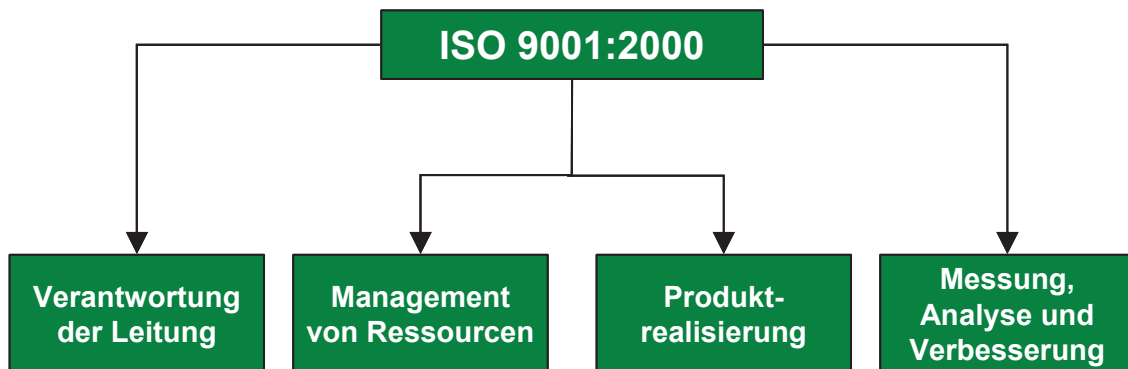 ISO 9001:2000
Verantwortung
der Leitung
Management
von Ressourcen
Produkt-
realisierung
Messung,
Analyse und
Verbesserung